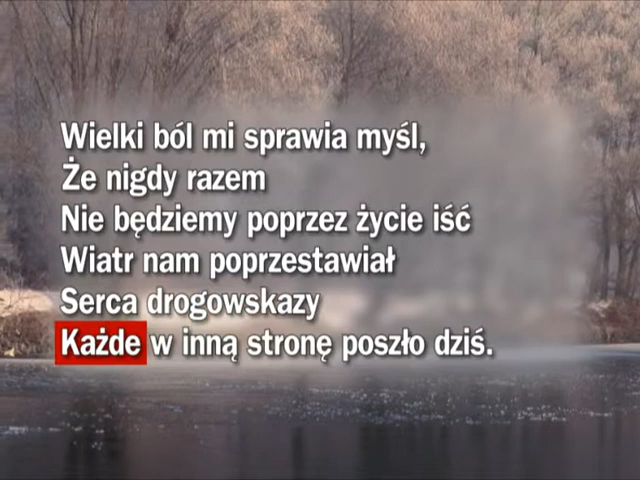 Wielki ból mi sprawia myśl,
Że nigdy razem
Nie będziemy poprzez życie iść
Wiatr nam poprzestawiał
Serca drogowskazy
Każde w inną stronę poszło dziś.